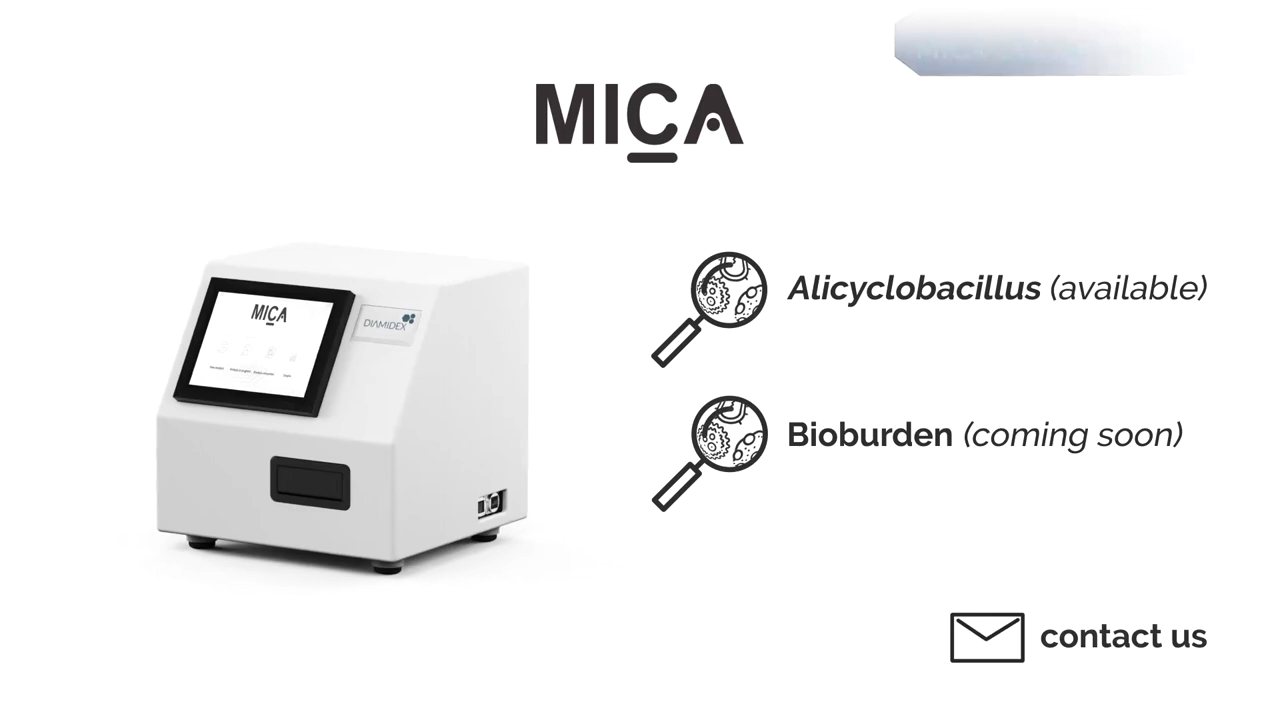 MICA
MICA
DIAMIDEX
Alicyclobacillus (available)
Bioburden (coming soon)
contact us